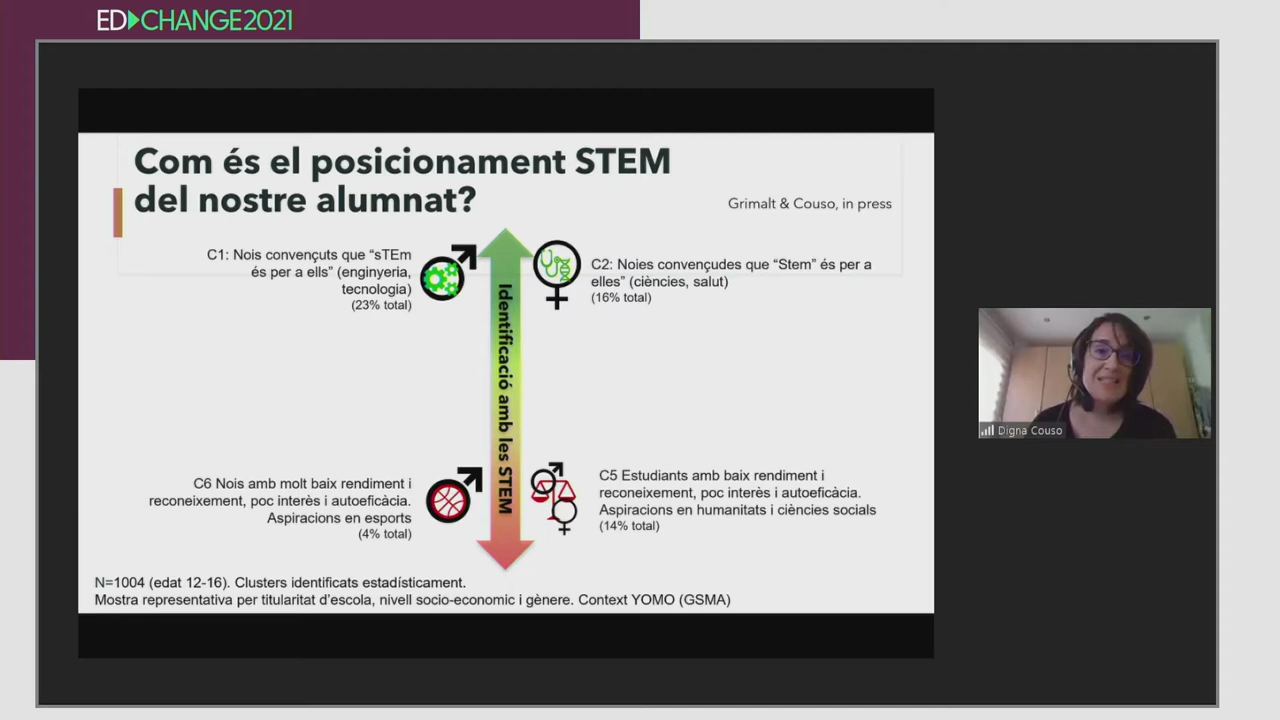 ED CHANGE2021
Com és el posicionament STEM
del nostre alumnat?
Grimalt & Couso, in press
C1: Nois convençuts que “sTEm
és per a ells” (enginyeria,
tecnologia)
(23% total)
C2: Noies convençudes que “Stem” és per a
elles” (ciències, salut)
(16% total)
Identificació amb les STEM
C6 Nois amb molt baix rendiment i
reconeixement, poc interès i autoeficàcia.
Aspiracions en esports
(4% total)
C5 Estudiants amb baix rendiment i
reconeixement, poc interès i autoeficàcia.
Aspiracions en humanitats i ciències socials
(14% total)
N=1004 (edat 12-16). Clusters identificats estadísticament.
Mostra representativa per titularitat d’escola, nivell socio-economic i gènere. Context YOMO (GSMA)
Digna Couso